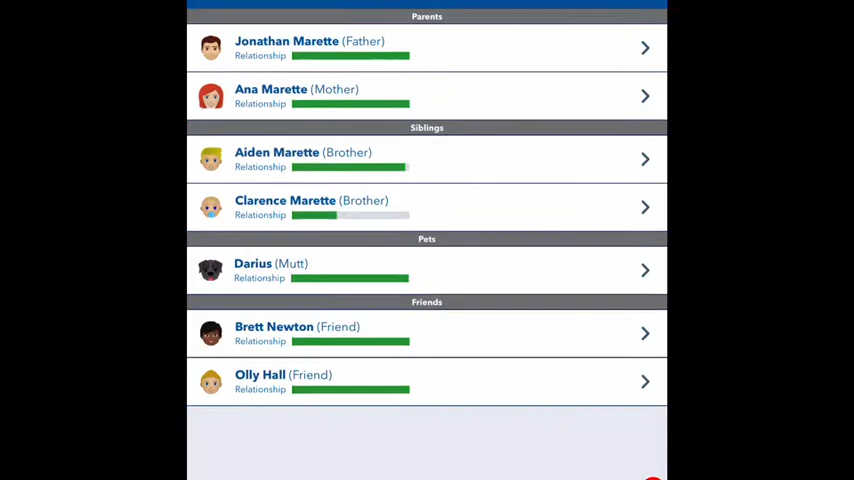 Parents
Jonathan Marette (Father)
Relationship
Ana Marette (Mother)
Relationship
Siblings
Aiden Marette (Brother)
Relationship
Clarence Marette (Brother)
Relationship
Pets
Darius (Mutt)
Relationship
Friends
Brett Newton (Friend)
Relationship
Olly Hall (Friend)
Relationship